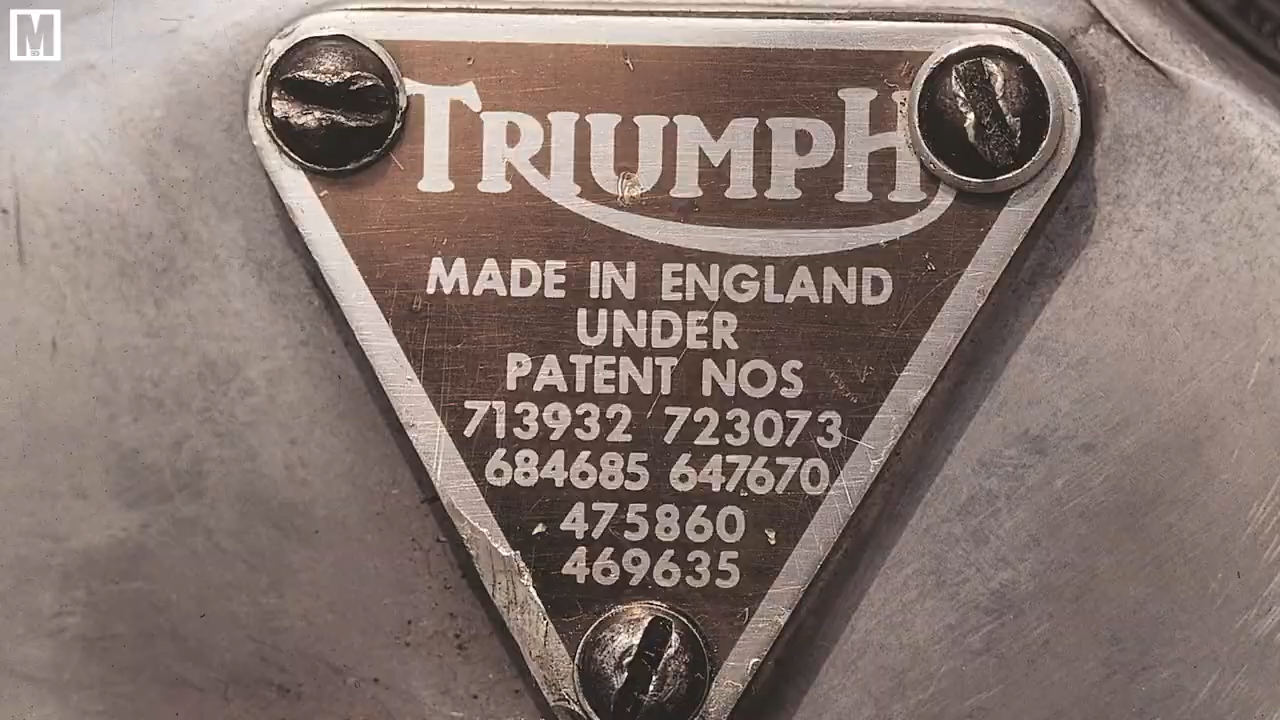 M
TRIUMPH
MADE IN ENGLAND
UNDER
PATENT NOS
713932 723073
684685 647670
475860
469635